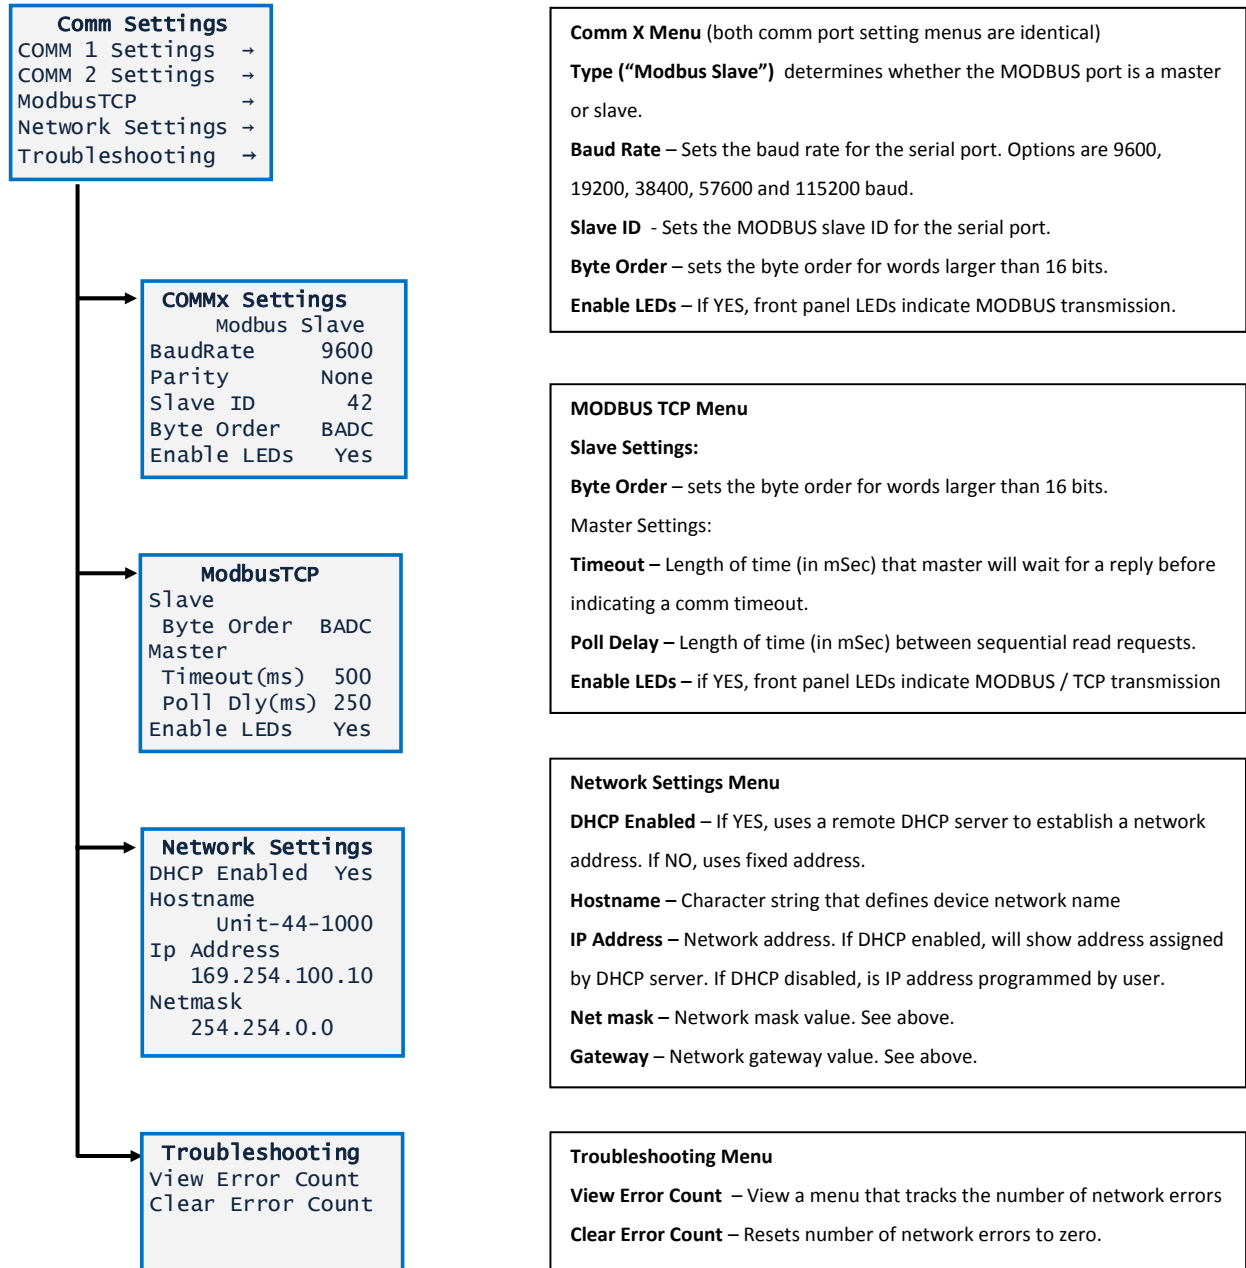 Comm Settings
COMM 1 Settings →
COMM 2 Settings →
ModbusTCP →
Network Settings →
Troubleshooting →
COMMx Settings
Modbus Slave
BaudRate 9600
Parity None
Slave ID 42
Byte Order BADC
Enable LEDs Yes
ModbusTCP
Slave
Byte Order BADC
Master
Timeout(ms) 500
Poll Dly(ms) 250
Enable LEDs Yes
Network Settings
DHCP Enabled Yes
Hostname
Unit-44-1000
Ip Address
169.254.100.10
Netmask
254.254.0.0
Troubleshooting
View Error Count
Clear Error Count
Comm X Menu (both comm port setting menus are identical)
Type (“Modbus Slave”) determines whether the MODBUS port is a master
or slave.
Baud Rate – Sets the baud rate for the serial port. Options are 9600,
19200, 38400, 57600 and 115200 baud.
Slave ID - Sets the MODBUS slave ID for the serial port.
Byte Order – sets the byte order for words larger than 16 bits.
Enable LEDs – If YES, front panel LEDs indicate MODBUS transmission.
MODBUS TCP Menu
Slave Settings:
Byte Order – sets the byte order for words larger than 16 bits.
Master Settings:
Timeout – Length of time (in mSec) that master will wait for a reply before
indicating a comm timeout.
Poll Delay – Length of time (in mSec) between sequential read requests.
Enable LEDs – if YES, front panel LEDs indicate MODBUS / TCP transmission
Network Settings Menu
DHCP Enabled – If YES, uses a remote DHCP server to establish a network
address. If NO, uses fixed address.
Hostname – Character string that defines device network name
IP Address – Network address. If DHCP enabled, will show address assigned
by DHCP server. If DHCP disabled, is IP address programmed by user.
Net mask – Network mask value. See above.
Gateway – Network gateway value. See above.
Troubleshooting Menu
View Error Count – View a menu that tracks the number of network errors
Clear Error Count – Resets number of network errors to zero.